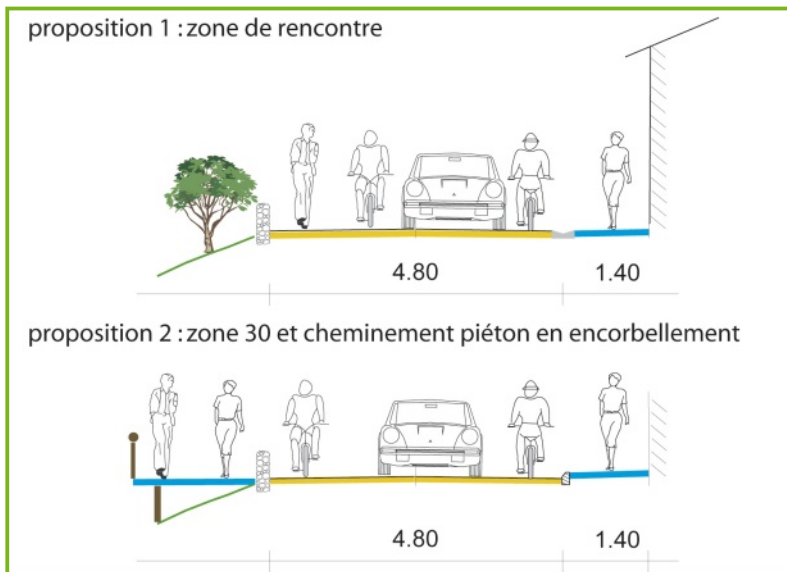 proposition 1 : zone de rencontre
4.80 1.40
proposition 2 : zone 30 et cheminement piéton en encorbellement
4.80 1.40